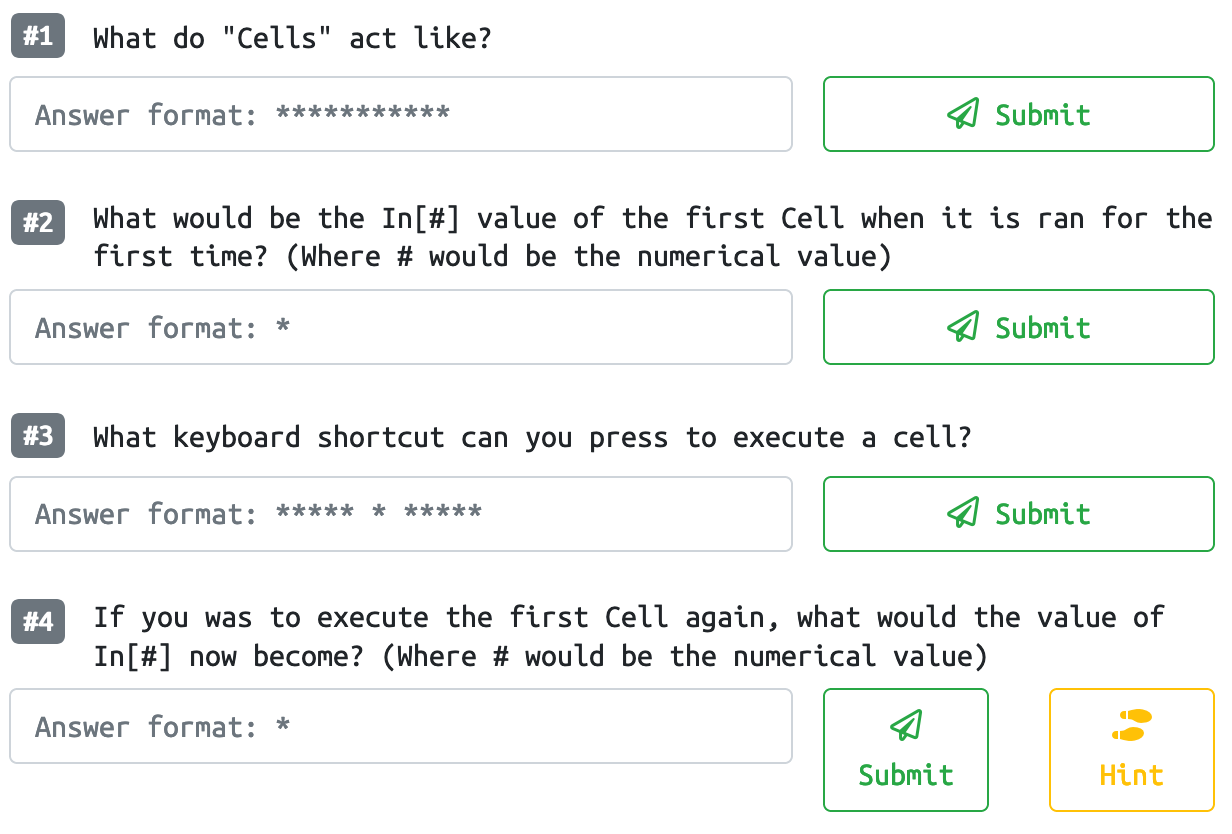 #1 What do "Cells" act like?
Answer format: *********** Submit
#2 What would be the In[#] value of the first Cell when it is ran for the
first time? (Where # would be the numerical value)
Answer format: * Submit
#3 What keyboard shortcut can you press to execute a cell?
Answer format: ***** * ***** Submit
#4 If you was to execute the first Cell again, what would the value of
In[#] now become? (Where # would be the numerical value)
Answer format: *
Submit Hint